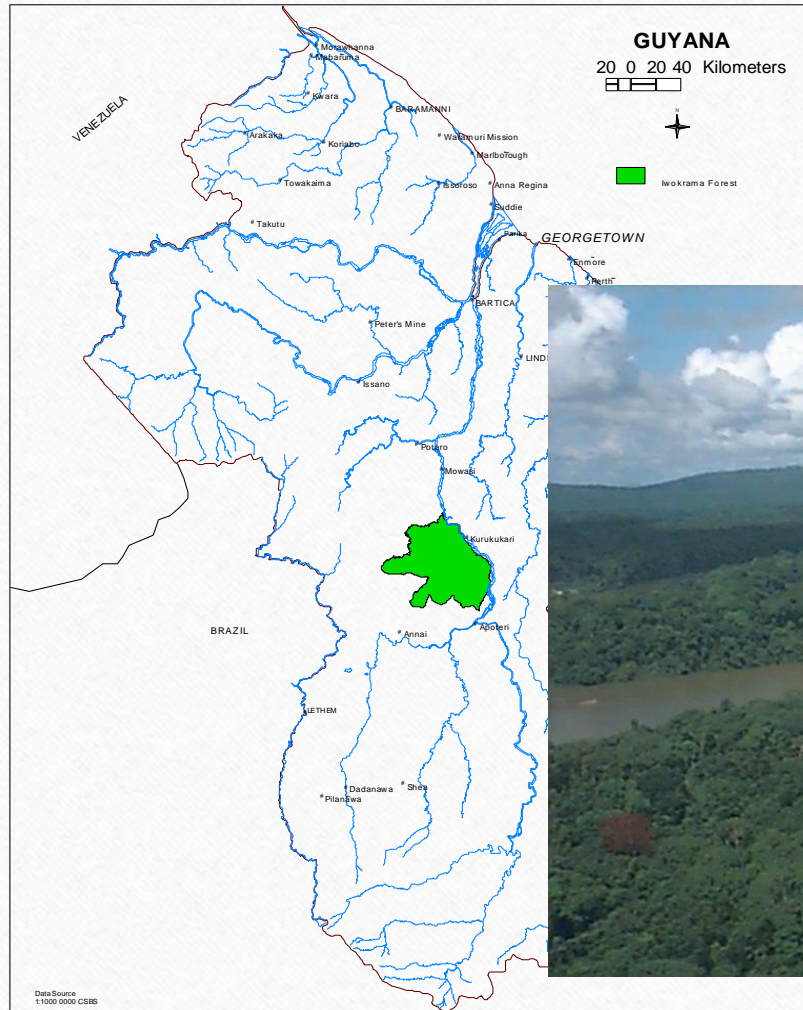 GUYANA
20 0 20 40 Kilometers
N
Iwokrama Forest
VENEZUELA
Morawhanna
Mabaruma
Kwara
BARAMANNI
Arakaka
Koriabo
Waramuri Mission
Marlborough
Towakaima
Issoroso
Anna Regina
Suddie
Takutu
Parika
GEORGETOWN
Enmore
Perth
BARTICA
Peter's Mine
LIND
Issano
Potaro
Mowasi
Kurukukari
BRAZIL
Annai
Apoteri
LETHEM
Dadanawa
Shea
Pilanawa
Data Source
1:1000 0000 CSBS